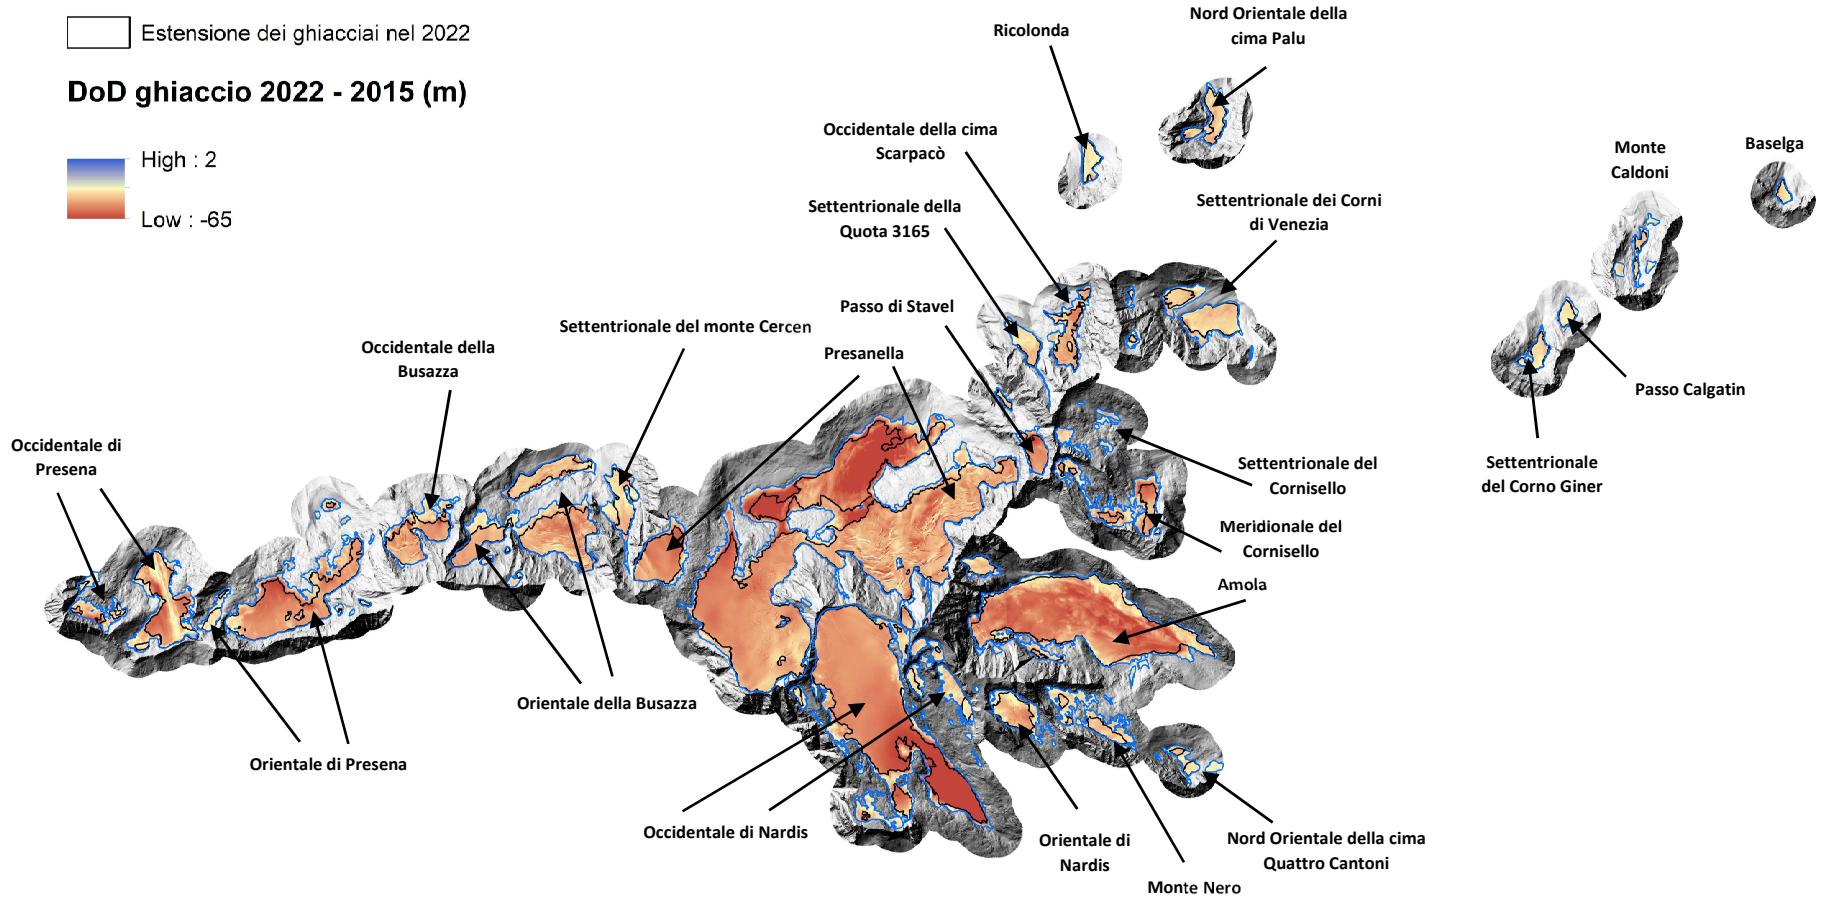 Estensione dei ghiacciai nel 2022
DoD ghiaccio 2022 - 2015 (m)
High : 2
Low : -65
Ricolonda
Nord Orientale della
cima Palu
Occidentale della cima
Scarpacò
Settentrionale della
Quota 3165
Settentrionale dei Corni
di Venezia
Monte
Caldoni
Baselga
Passo di Stavel
Presanella
Settentrionale del monte Cercen
Occidentale della
Busazza
Occidentale di
Presena
Passo Calgatin
Settentrionale
del Corno Giner
Settentrionale del
Cornisello
Meridionale del
Cornisello
Amola
Orientale della Busazza
Orientale di Presena
Occidentale di Nardis
Orientale di
Nardis
Nord Orientale della cima
Quattro Cantoni
Monte Nero